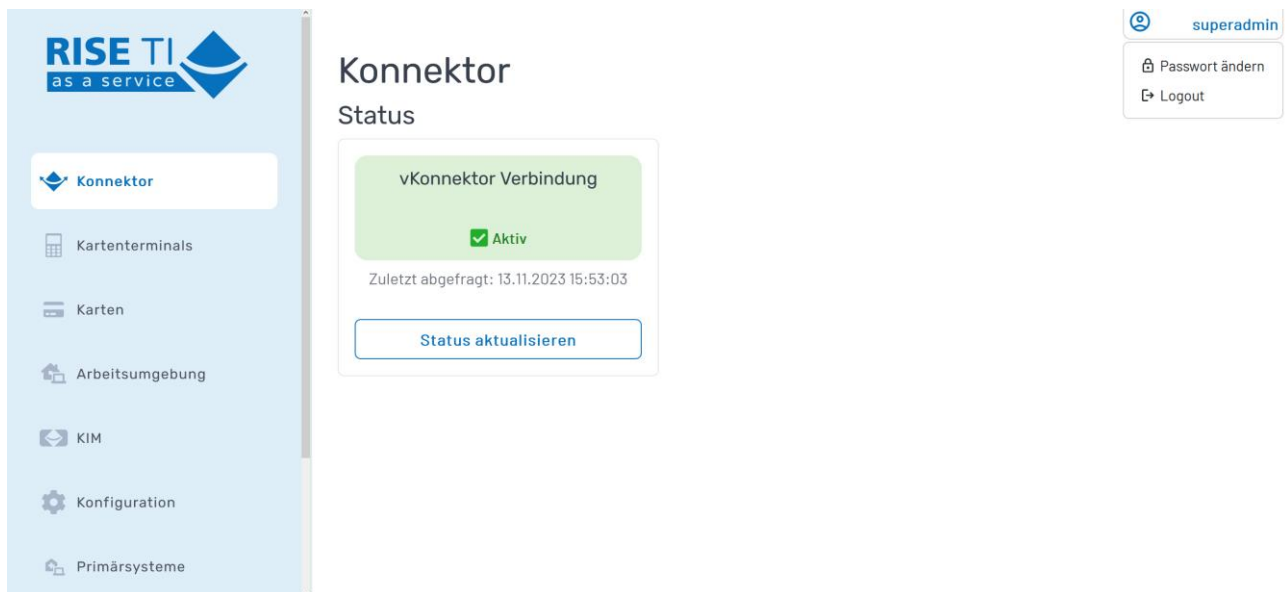 RISE TI
as a service
Konnektor
Kartenterminals
Karten
Arbeitsumgebung
KIM
Konfiguration
Primärsysteme
Konnektor
Status
vKonnektor Verbindung
Aktiv
Zuletzt abgefragt: 13.11.2023 15:53:03
Status aktualisieren
superadmin
Passwort ändern
Logout